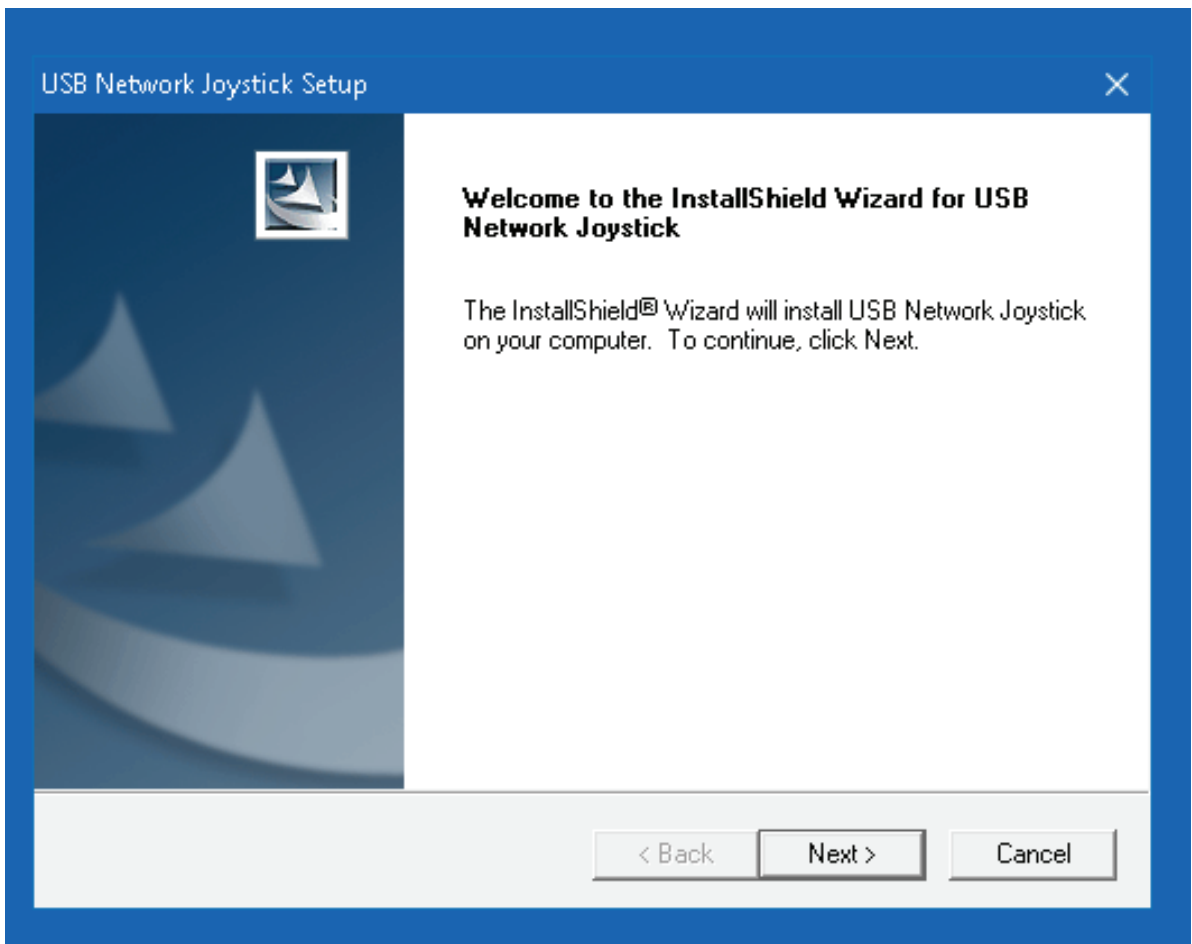 USB Network Joystick Setup
Welcome to the InstallShield Wizard for USB
Network Joystick
The InstallShield® Wizard will install USB Network Joystick
on your computer.  To continue, click Next.
< Back
Next >
Cancel